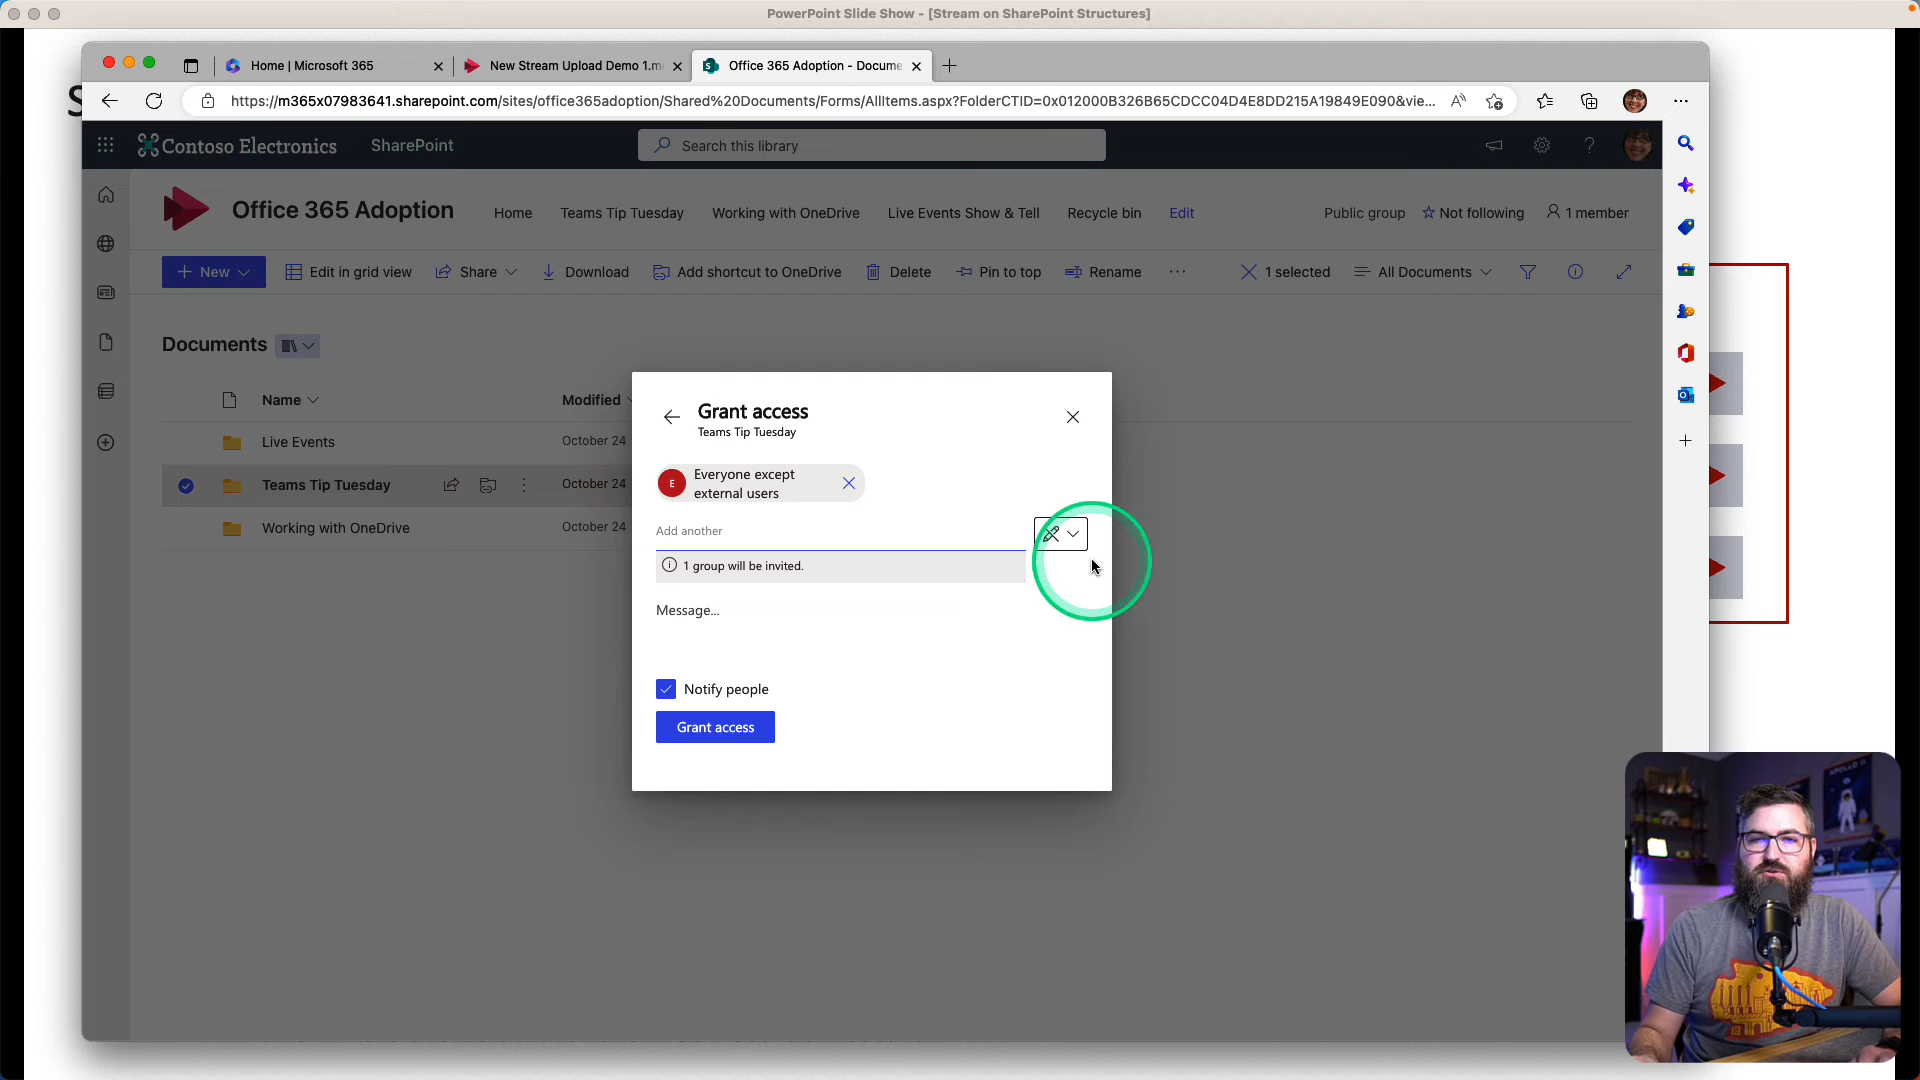 PowerPoint Slide Show - [Stream on SharePoint Structures]
Home | Microsoft 365
New Stream Upload Demo 1.m
Office 365 Adoption - Docume
https://m365x07983641.sharepoint.com/sites/office365adoption/Shared%20Documents/Forms/AllItems.aspx?FolderCTID=0x012000B326B65CDCC04D4E8DD215A19849E090&vie...
Contoso Electronics
SharePoint
Search this library
Office 365 Adoption
Home
Teams Tip Tuesday
Working with OneDrive
Live Events Show & Tell
Recycle bin
Edit
Public group
Not following
1 member
New
Edit in grid view
Share
Download
Add shortcut to OneDrive
Delete
Pin to top
Rename
1 selected
All Documents
Documents
Name
Modified
Live Events
October 24
Teams Tip Tuesday
October 24
Working with OneDrive
October 24
Grant access
Teams Tip Tuesday
E
Everyone except
external users
Add another
1 group will be invited.
Message...
Notify people
Grant access
APOLLO 11